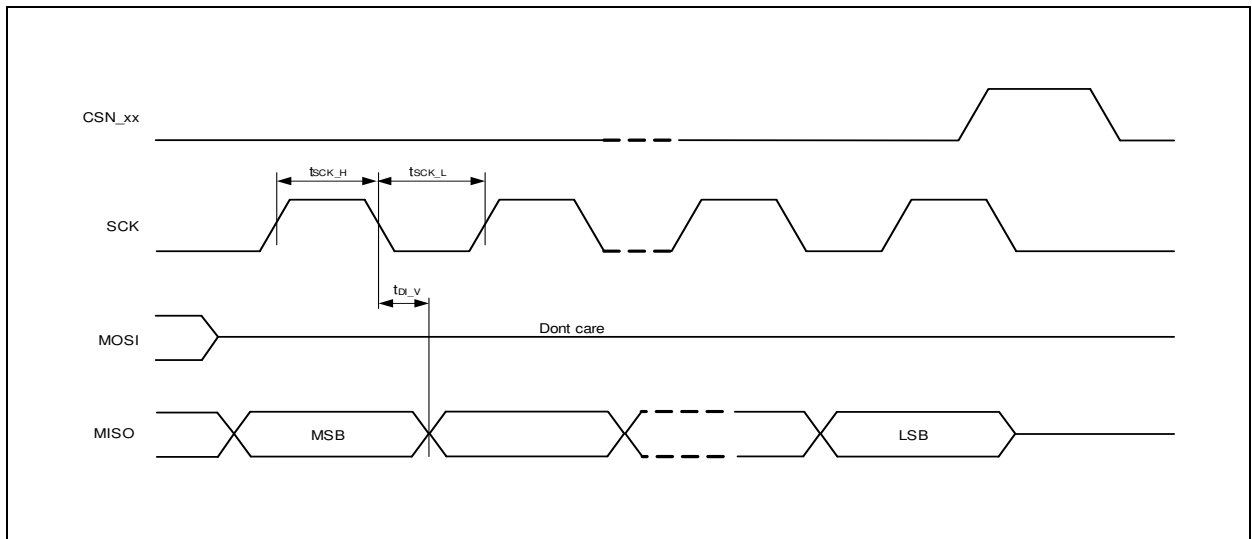 CSN_xx
tSCK_H
tSCK_L
SCK
tDI_V
MOSI
Dont care
MISO
MSB
LSB